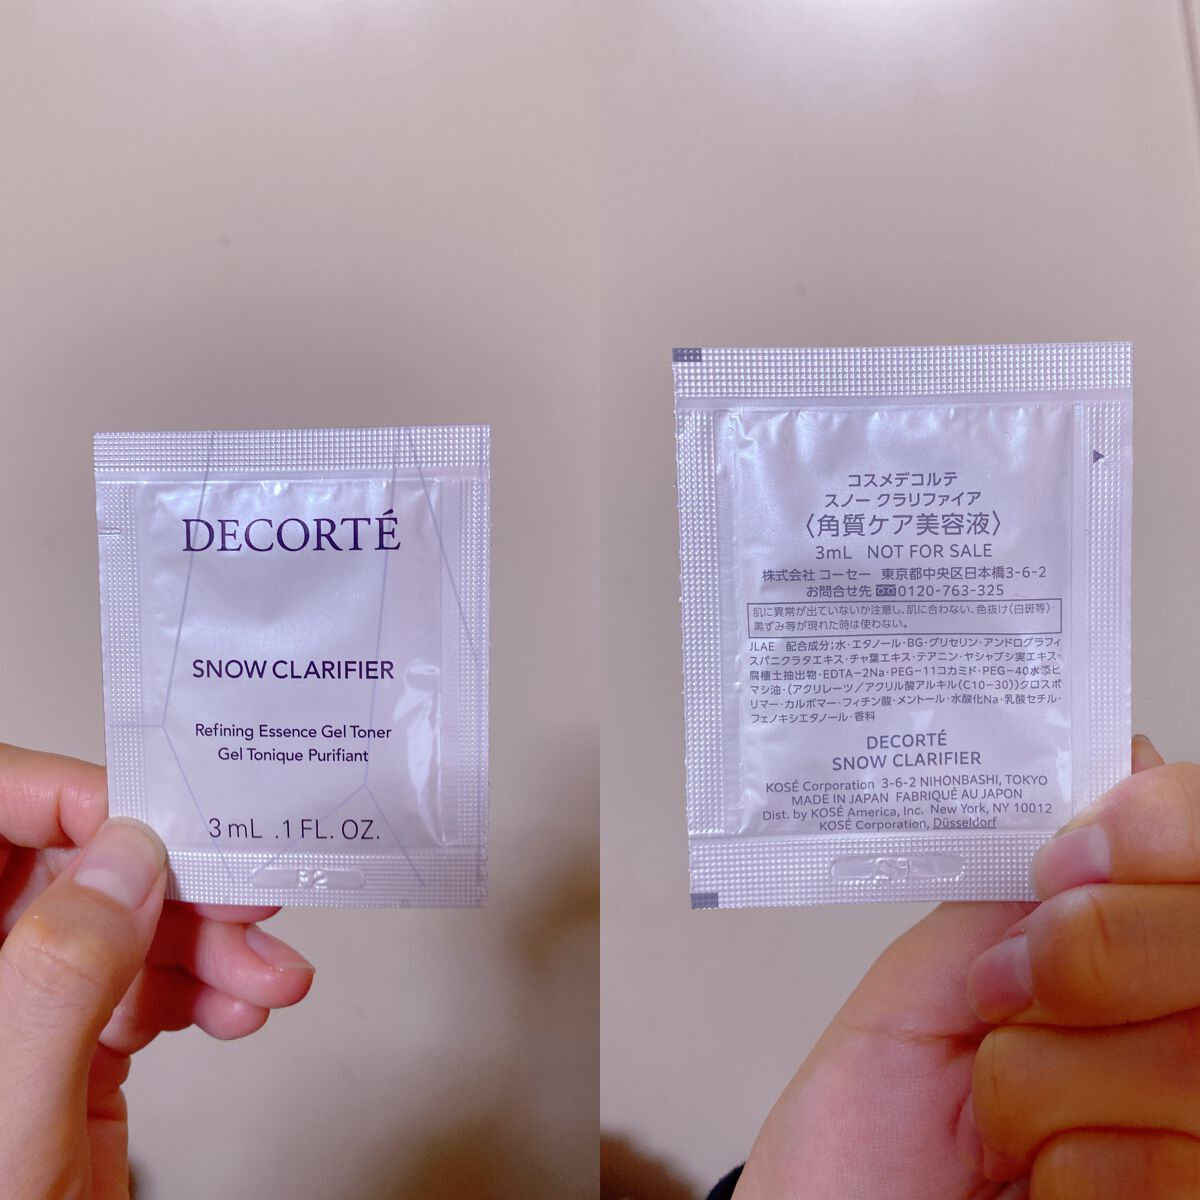 DECORTÉ
SNOW CLARIFIER
Refining Essence Gel Toner
Gel Tonique Purifiant
3 mL .1 FL. OZ.
コスメデコルテ
スノー クラリファイア
〈角質ケア美容液〉
3mL NOT FOR SALE
株式会社 コーセー 東京都中央区日本橋3-6-2
お問合せ先 0120-763-325
肌に異常が出ていないか注意し、肌に合わない、色抜け(白斑等)・
黒ずみ等が現れた時は使わない。
JLAE 配合成分;水・エタノール・BG・グリセリン・アンドログラフィ
スパニクラタエキス・チャ葉エキス・テアニン・ヤシャブシ実エキス・
腐植土抽出物・EDTA-2Na・PEG-11コカミド・PEG-40水添ヒ
マシ油・(アクリレーツ/アクリル酸アルキル(C10-30))クロスポ
リマー・カルボマー・フィチン酸・メントール・水酸化Na・乳酸セチル・
フェノキシエタノール・香料
DECORTÉ
SNOW CLARIFIER
KOSÉ Corporation 3-6-2 NIHONBASHI, TOKYO
MADE IN JAPAN FABRIQUÉ AU JAPON
Dist. by KOSÉ America, Inc. New York, NY 10012
KOSÉ Corporation, Düsseldorf